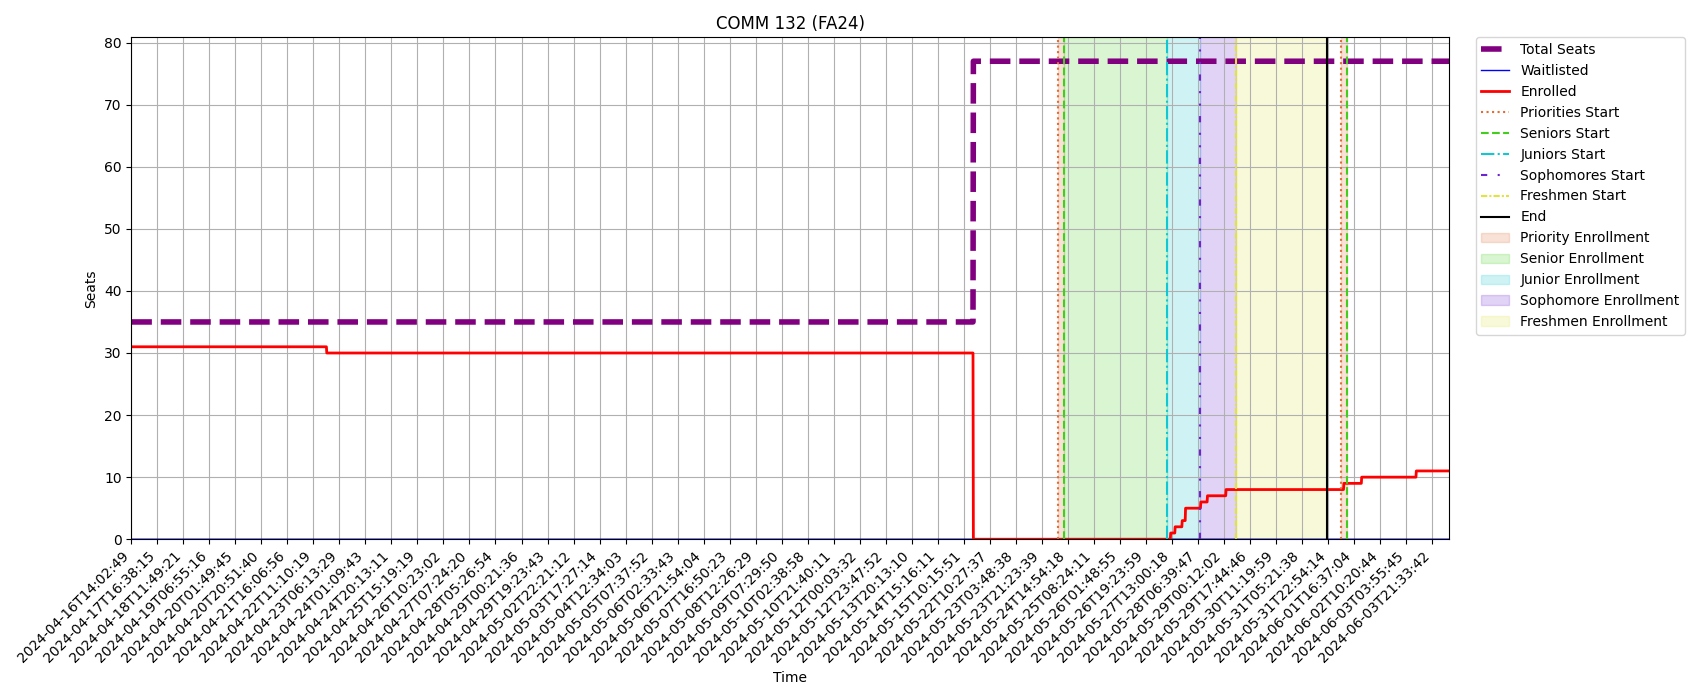 COMM 132 (FA24)
80
70
60
50
40
30
20
10
0
Seats
2024-04-16T14:02:49
2024-04-17T16:38:15
2024-04-18T11:49:21
2024-04-19T06:55:16
2024-04-20T01:49:45
2024-04-20T20:51:40
2024-04-21T16:06:56
2024-04-22T11:10:19
2024-04-23T06:13:29
2024-04-24T01:09:43
2024-04-24T20:13:11
2024-04-25T15:19:19
2024-04-26T10:23:02
2024-04-27T07:24:20
2024-04-28T05:26:54
2024-04-29T00:21:36
2024-04-29T19:23:43
2024-05-02T22:21:12
2024-05-03T17:27:14
2024-05-04T12:34:03
2024-05-05T07:37:52
2024-05-06T02:33:43
2024-05-06T21:54:04
2024-05-07T16:50:23
2024-05-08T12:26:29
2024-05-09T07:29:50
2024-05-10T02:38:58
2024-05-10T21:40:11
2024-05-12T00:03:32
2024-05-12T23:47:52
2024-05-13T20:13:10
2024-05-14T15:16:11
2024-05-15T10:15:51
2024-05-22T10:27:37
2024-05-23T03:48:38
2024-05-23T21:23:39
2024-05-24T14:54:18
2024-05-25T08:24:11
2024-05-26T01:48:55
2024-05-26T19:23:59
2024-05-27T13:00:18
2024-05-28T06:39:47
2024-05-29T00:12:02
2024-05-29T17:44:46
2024-05-30T11:19:59
2024-05-31T05:21:38
2024-05-31T22:54:14
2024-06-01T16:37:04
2024-06-02T10:20:44
2024-06-03T03:55:45
2024-06-03T21:33:42
Time
Total Seats
Waitlisted
Enrolled
Priorities Start
Seniors Start
Juniors Start
Sophomores Start
Freshmen Start
End
Priority Enrollment
Senior Enrollment
Junior Enrollment
Sophomore Enrollment
Freshmen Enrollment